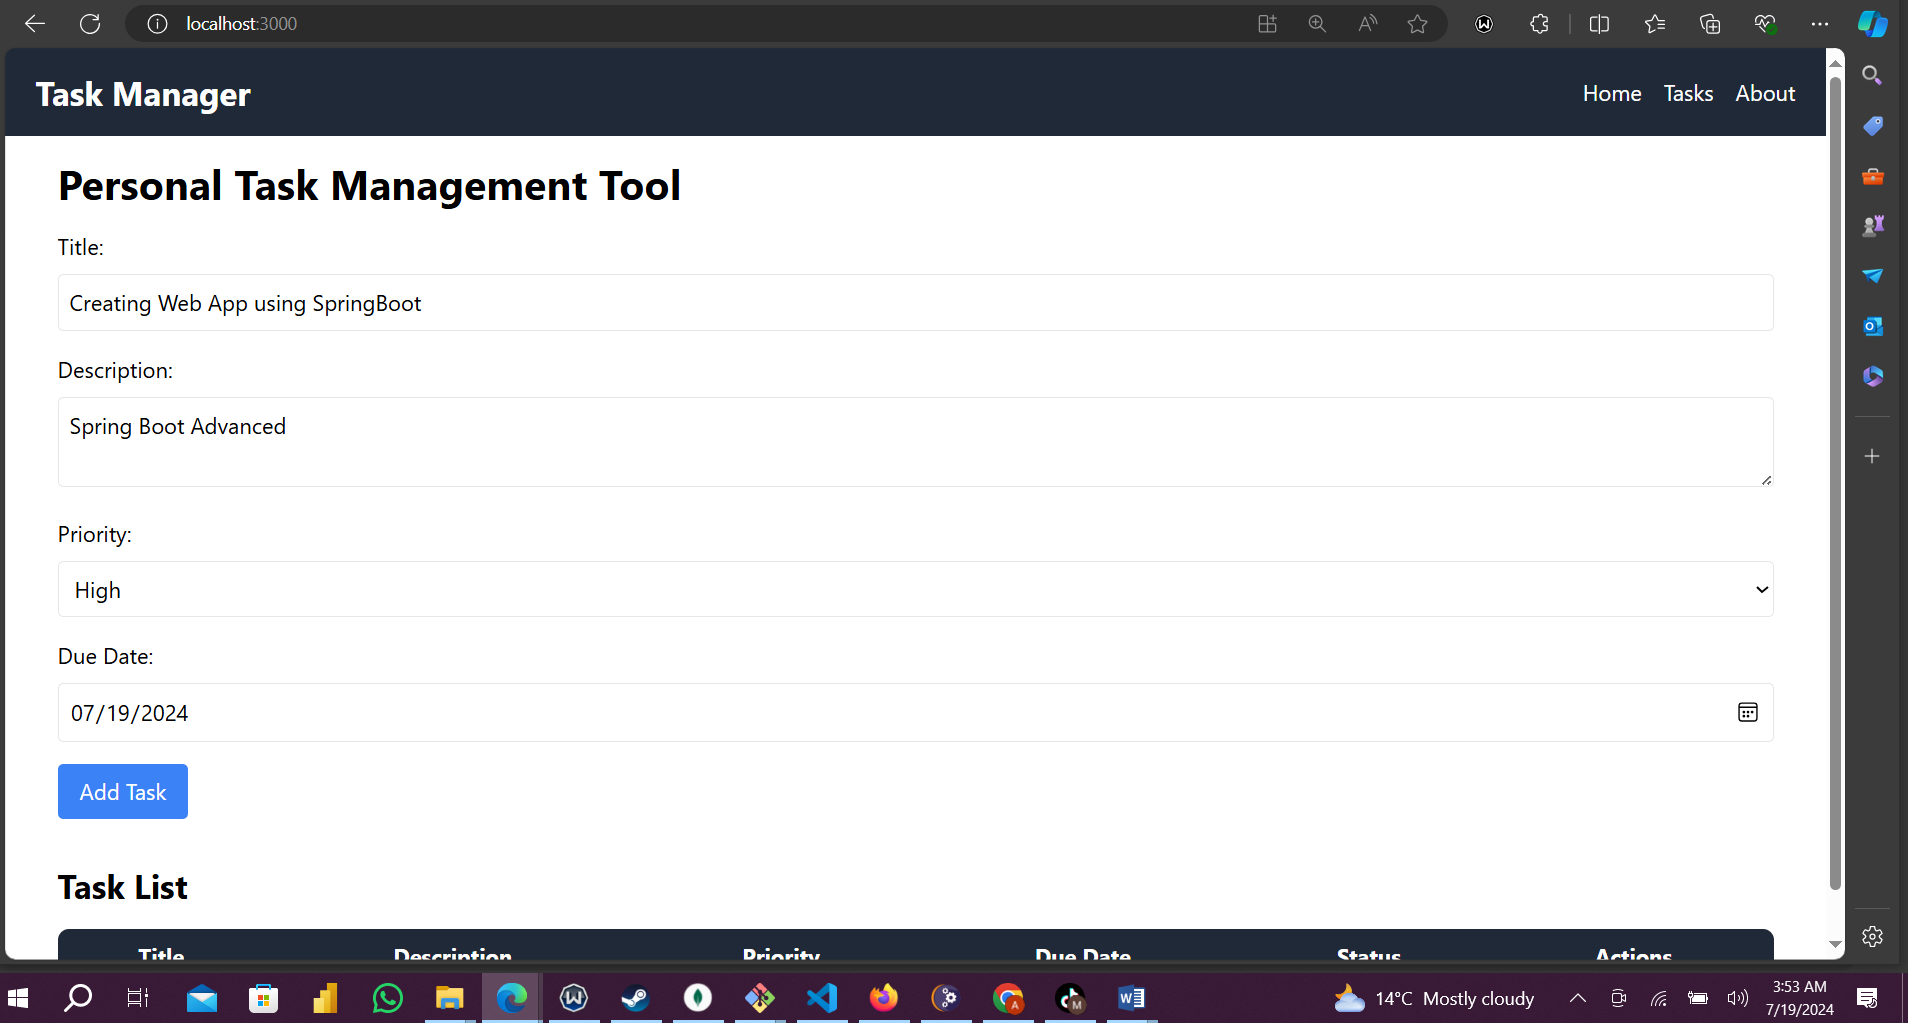 localhost:3000
Task Manager
Home Tasks About
Personal Task Management Tool
Title:
Creating Web App using SpringBoot
Description:
Spring Boot Advanced
Priority:
High
Due Date:
07/19/2024
Add Task
Task List
Title Description Priority Due Date Status Actions
14°C Mostly cloudy
3:53 AM
7/19/2024